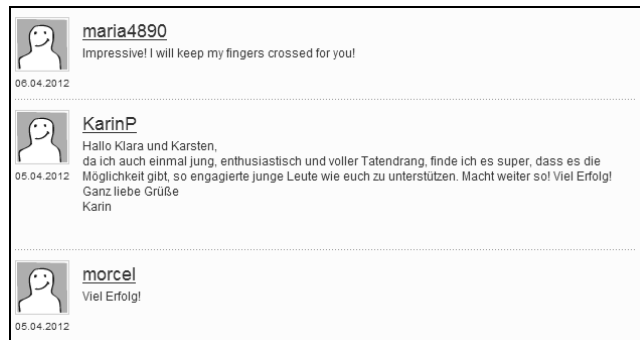 maria4890
Impressive! I will keep my fingers crossed for you!
06.04.2012
KarinP
Hallo Klara und Karsten,
da ich auch einmal jung, enthusiastisch und voller Tatendrang, finde ich es super, dass es die
Möglichkeit gibt, so engagierte junge Leute wie euch zu unterstützen. Macht weiter so! Viel Erfolg!
Ganz liebe Grüße
Karin
05.04.2012
morcel
Viel Erfolg!
05.04.2012